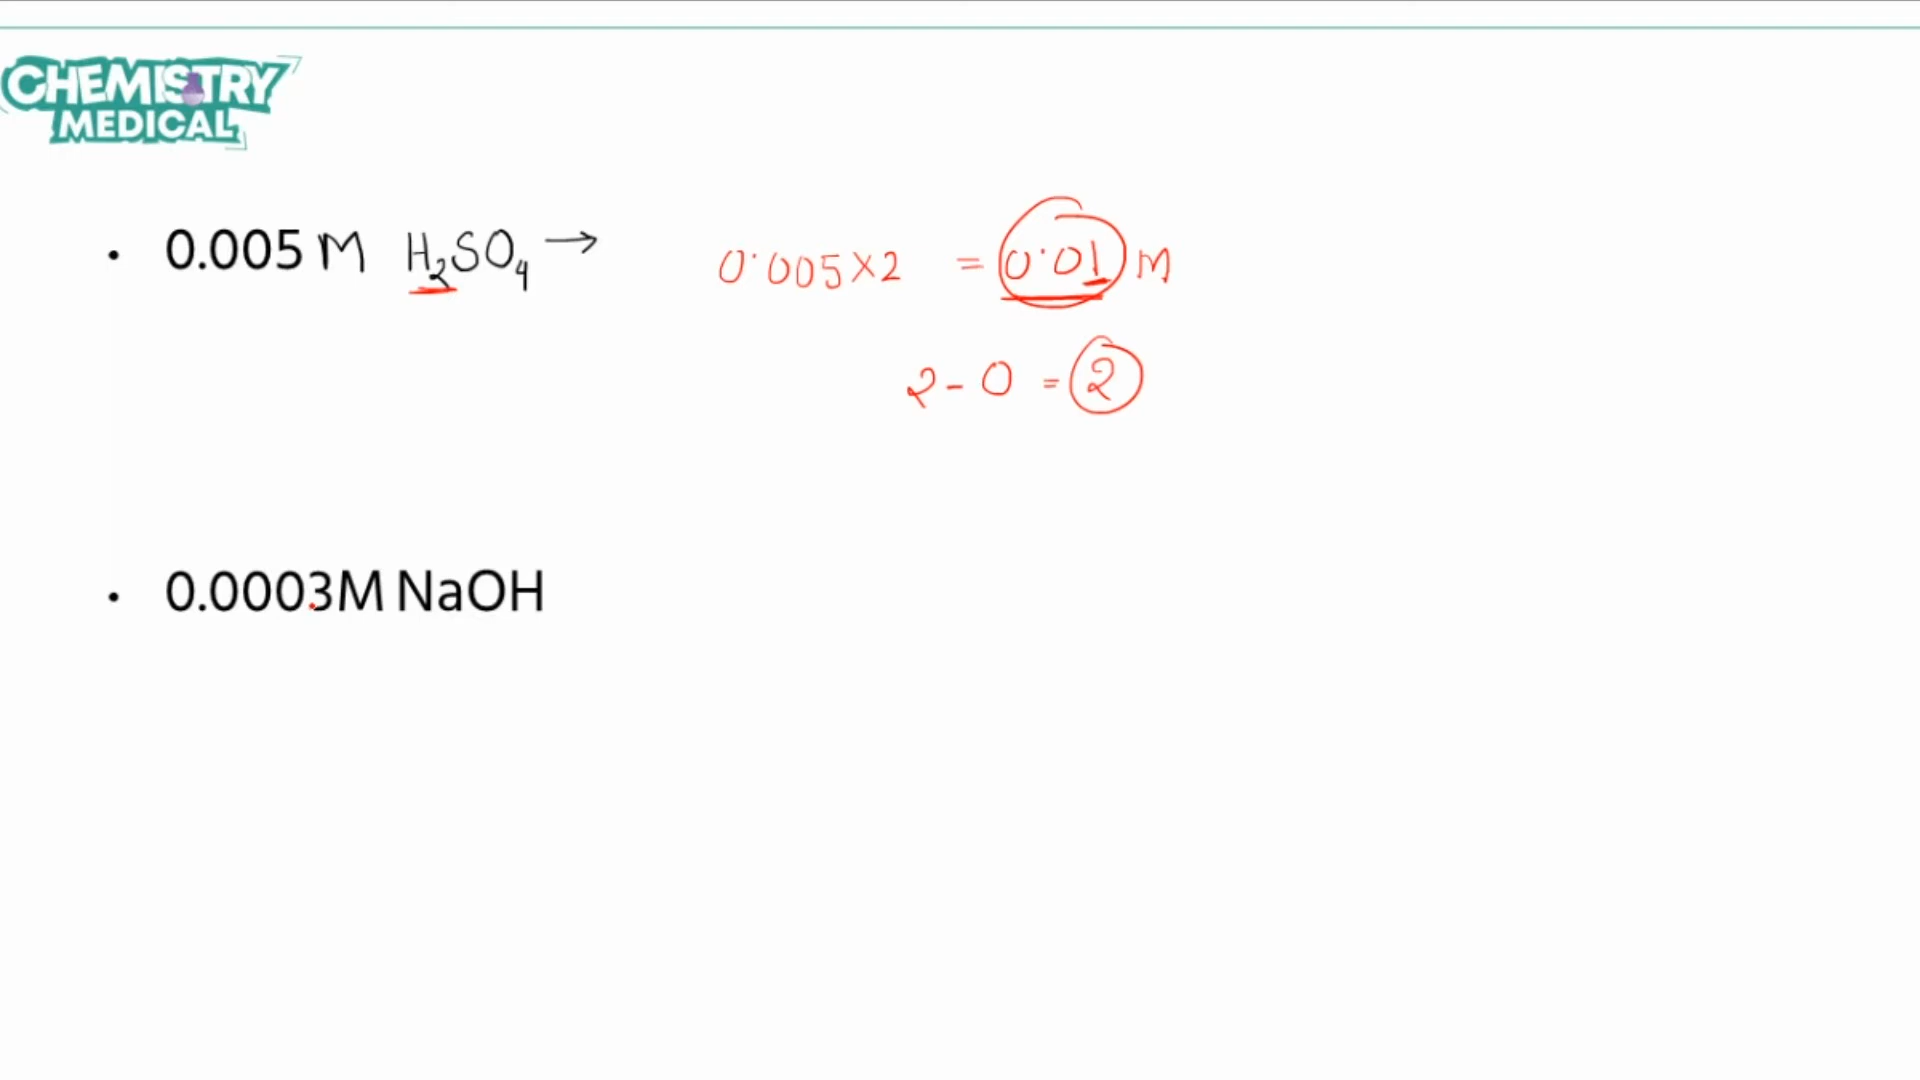 CHEMISTRY
MEDICAL
• 0.005 M H₂SO₄ → 0.005×2 = 0.01 M
2 - 0 = 2
• 0.0003M NaOH